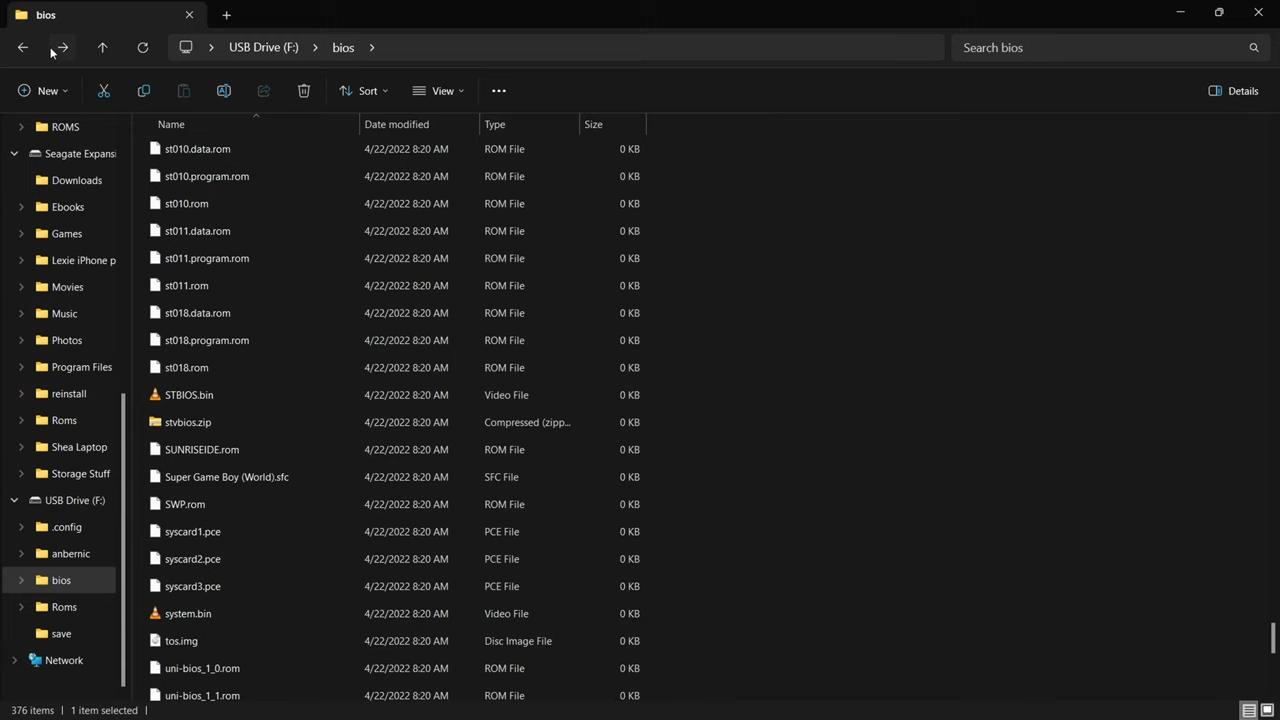 bios
USB Drive (F:) bios Search bios
New Sort View Details
ROMS
Seagate Expansi
Downloads
Ebooks
Games
Lexie iPhone p
Movies
Music
Photos
Program Files
reinstall
Roms
Shea Laptop
Storage Stuff
USB Drive (F:)
.config
anbernic
bios
Roms
save
Network
Name Date modified Type Size
st010.data.rom 4/22/2022 8:20 AM ROM File 0 KB
st010.program.rom 4/22/2022 8:20 AM ROM File 0 KB
st010.rom 4/22/2022 8:20 AM ROM File 0 KB
st011.data.rom 4/22/2022 8:20 AM ROM File 0 KB
st011.program.rom 4/22/2022 8:20 AM ROM File 0 KB
st011.rom 4/22/2022 8:20 AM ROM File 0 KB
st018.data.rom 4/22/2022 8:20 AM ROM File 0 KB
st018.program.rom 4/22/2022 8:20 AM ROM File 0 KB
st018.rom 4/22/2022 8:20 AM ROM File 0 KB
STBIOS.bin 4/22/2022 8:20 AM Video File 0 KB
stvbios.zip 4/22/2022 8:20 AM Compressed (zipp... 0 KB
SUNRISEIDE.rom 4/22/2022 8:20 AM ROM File 0 KB
Super Game Boy (World).sfc 4/22/2022 8:20 AM SFC File 0 KB
SWP.rom 4/22/2022 8:20 AM ROM File 0 KB
syscard1.pce 4/22/2022 8:20 AM PCE File 0 KB
syscard2.pce 4/22/2022 8:20 AM PCE File 0 KB
syscard3.pce 4/22/2022 8:20 AM PCE File 0 KB
system.bin 4/22/2022 8:20 AM Video File 0 KB
tos.img 4/22/2022 8:20 AM Disc Image File 0 KB
uni-bios_1_0.rom 4/22/2022 8:20 AM ROM File 0 KB
uni-bios_1_1.rom 4/22/2022 8:20 AM ROM File 0 KB
376 items 1 item selected